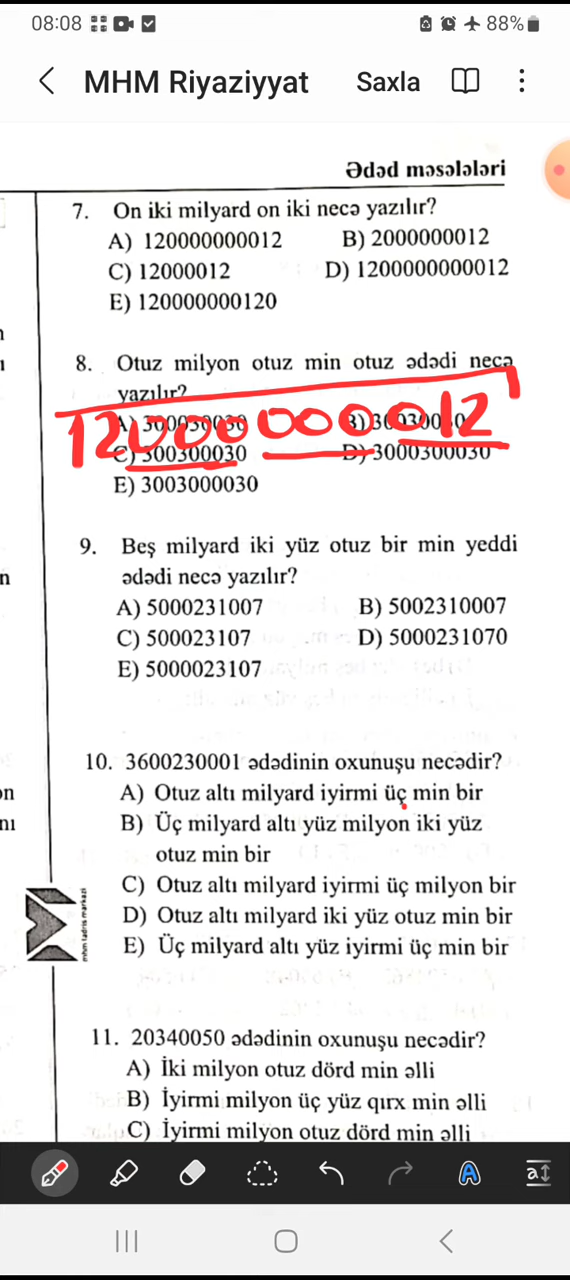 08:08
88%
MHM Riyaziyyat Saxla
Ədəd məsələləri
7. On iki milyard on iki necə yazılır?
A) 120000000012 B) 2000000012
C) 12000012 D) 1200000000012
E) 120000000120
8. Otuz milyon otuz min otuz ədədi necə
yazılır?
12000000012
C) 300300030 D) 3000300030
E) 3003000030
9. Beş milyard iki yüz otuz bir min yeddi
ədədi necə yazılır?
A) 5000231007 B) 5002310007
C) 500023107 D) 5000231070
E) 5000023107
10. 3600230001 ədədinin oxunuşu necədir?
A) Otuz altı milyard iyirmi üç min bir
B) Üç milyard altı yüz milyon iki yüz
otuz min bir
C) Otuz altı milyard iyirmi üç milyon bir
D) Otuz altı milyard iki yüz otuz min bir
E) Üç milyard altı yüz iyirmi üç min bir
mhm tədris mərkəzi
11. 20340050 ədədinin oxunuşu necədir?
A) İki milyon otuz dörd min əlli
B) İyirmi milyon üç yüz qırx min əlli
C) İyirmi milyon otuz dörd min əlli